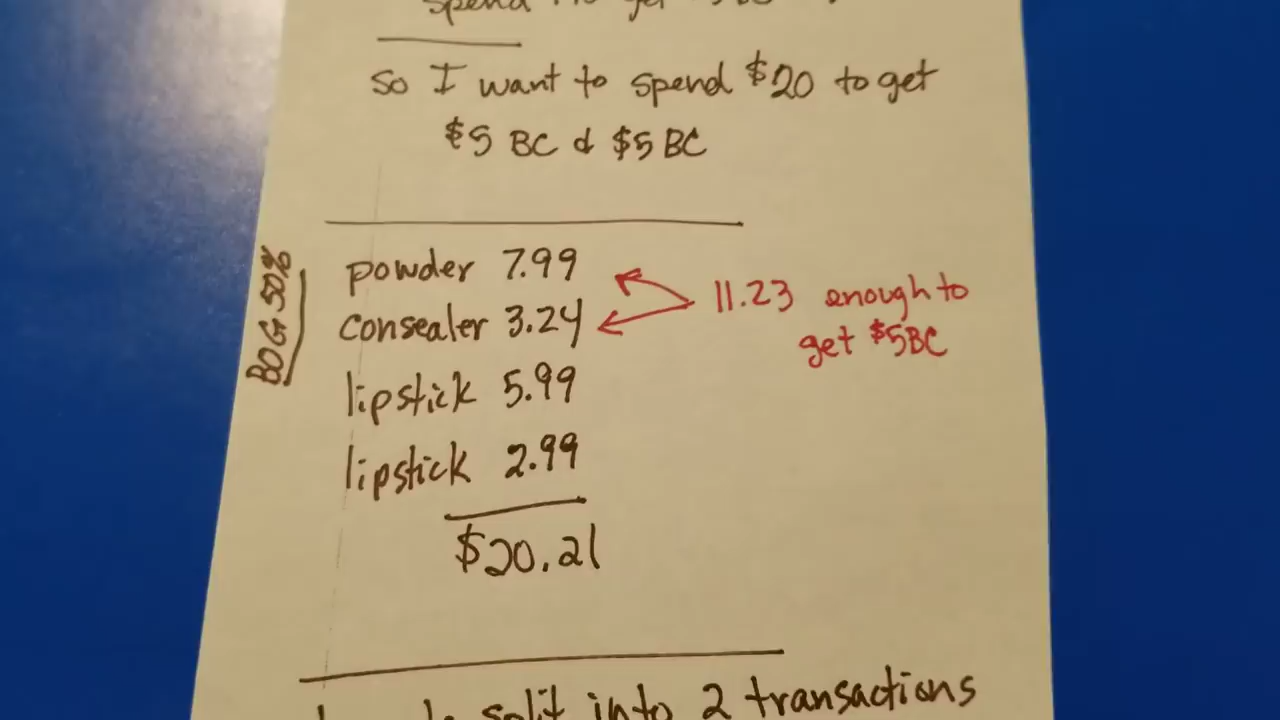 spend
so I want to spend $20 to get
$5 BC & $5 BC
BOG 50%
powder 7.99
consealer 3.24
11.23 enough to
get $5BC
lipstick 5.99
lipstick 2.99
$20.21
split into 2 transactions